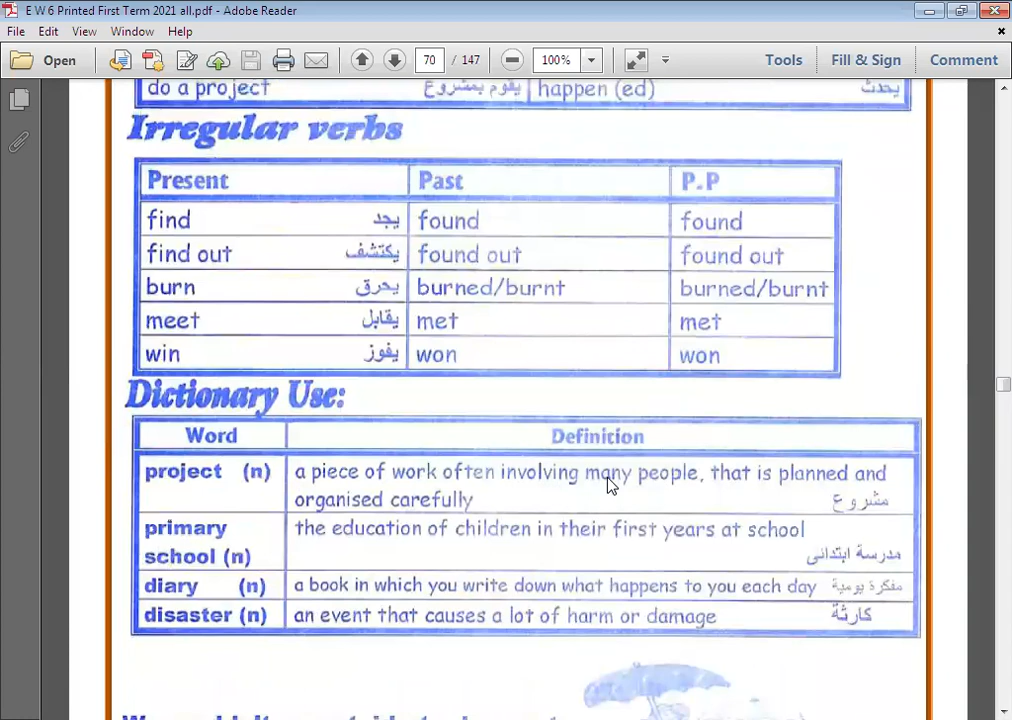 E W 6 Printed First Term 2021 all.pdf - Adobe Reader
File Edit View Window Help
Open 70 / 147 100% Tools Fill & Sign Comment
do a project يقوم بمشروع happen (ed) يحدث
Irregular verbs
Present Past P.P
find يجد found found
find out يكتشف found out found out
burn يحرق burned/burnt burned/burnt
meet يقابل met met
win يفوز won won
Dictionary Use:
Word Definition
project (n) a piece of work often involving many people, that is planned and
organised carefully مشروع
primary the education of children in their first years at school
school (n) مدرسة ابتدائى
diary (n) a book in which you write down what happens to you each day مفكرة يومية
disaster (n) an event that causes a lot of harm or damage كارثة